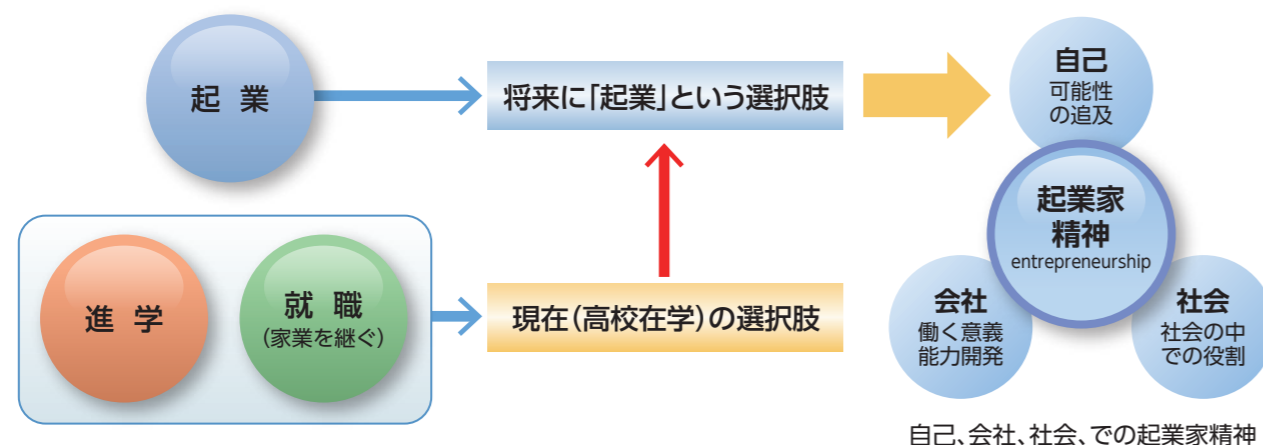 起 業
将来に｢起業｣という選択肢
進 学
就 職
(家業を継ぐ)
現在(高校在学)の選択肢
自己
可能性
の追及
起業家
精神
entrepreneurship
会社
働く意義
能力開発
社会
社会の中
での役割
自己、会社、社会、での起業家精神